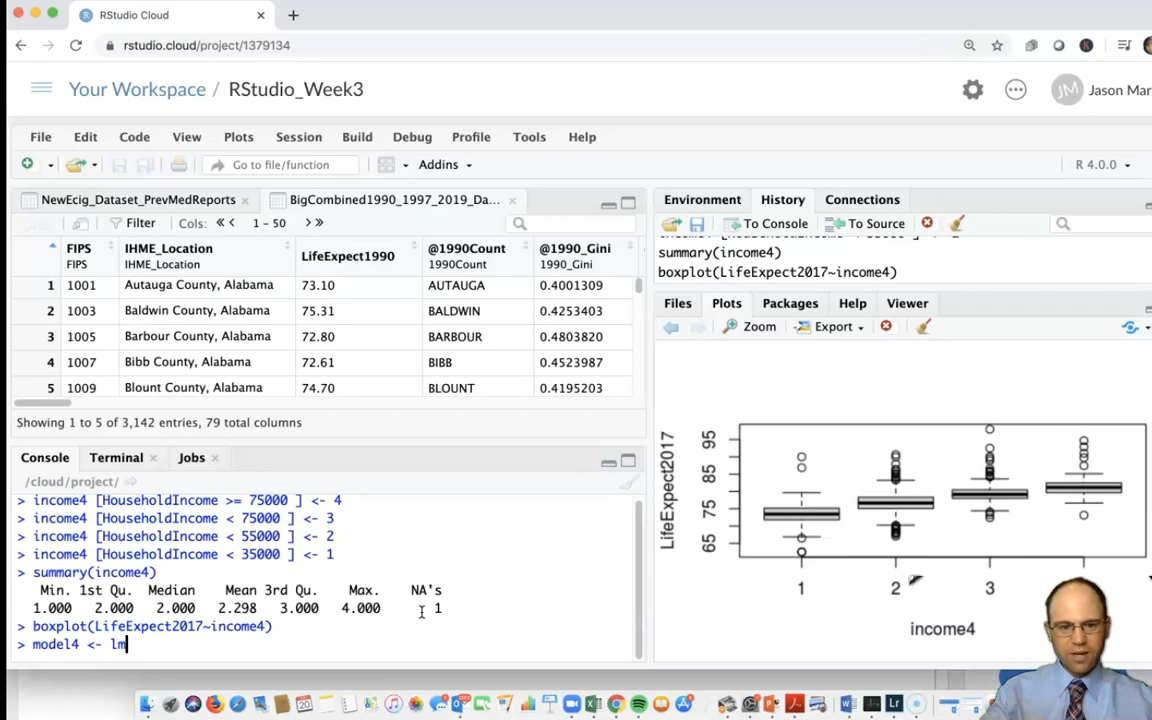 RStudio Cloud
rstudio.cloud/project/1379134
Your Workspace / RStudio_Week3
JM Jason Mar
File Edit Code View Plots Session Build Debug Profile Tools Help
Go to file/function Addins R 4.0.0
NewEcig_Dataset_PrevMedReports BigCombined1990_1997_2019_Da...
Filter Cols: 1 - 50
FIPS IHME_Location LifeExpect1990 @1990Count @1990_Gini
FIPS IHME_Location 1990Count 1990_Gini
1 1001 Autauga County, Alabama 73.10 AUTAUGA 0.4001309
2 1003 Baldwin County, Alabama 75.31 BALDWIN 0.4253403
3 1005 Barbour County, Alabama 72.80 BARBOUR 0.4803820
4 1007 Bibb County, Alabama 72.61 BIBB 0.4523987
5 1009 Blount County, Alabama 74.70 BLOUNT 0.4195203
Showing 1 to 5 of 3,142 entries, 79 total columns
Console Terminal Jobs
/cloud/project/
> income4 [HouseholdIncome >= 75000 ] <- 4
> income4 [HouseholdIncome < 75000 ] <- 3
> income4 [HouseholdIncome < 55000 ] <- 2
> income4 [HouseholdIncome < 35000 ] <- 1
> summary(income4)
Min. 1st Qu. Median Mean 3rd Qu. Max. NA's
1.000 2.000 2.000 2.298 3.000 4.000 1
> boxplot(LifeExpect2017~income4)
> model4 <- lm
Environment History Connections
To Console To Source
summary(income4)
boxplot(LifeExpect2017~income4)
Files Plots Packages Help Viewer
Zoom Export
LifeExpect2017
95
85
75
65
1 2 3
income4